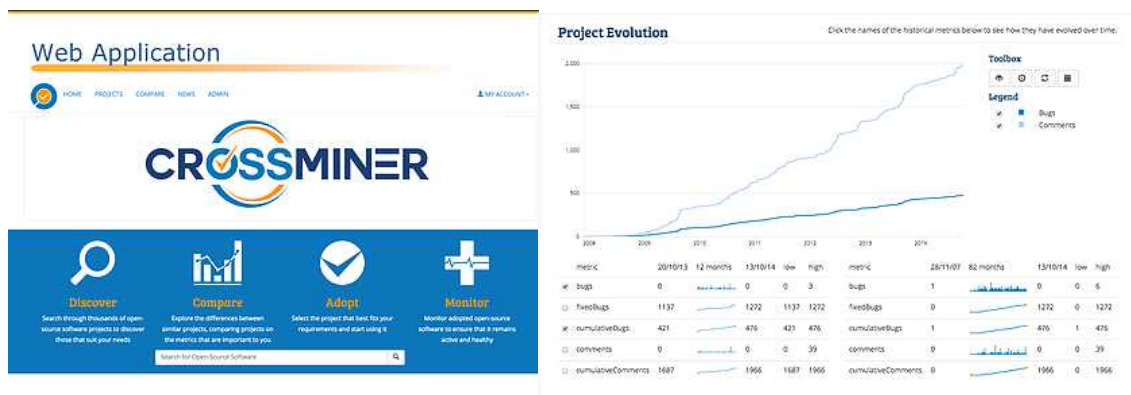 Web Application
HOME PROJECTS COMPARE NEWS ADMIN
MY ACCOUNT
CROSSMINER
Discover
Search through thousands of open-
source software projects to discover
those that suit your needs
Compare
Explore the differences between
similar projects, comparing projects on
the metrics that are important to you
Adopt
Select the project that best fits your
requirements and start using it
Monitor
Monitor adopted open-source
software to ensure that it remains
active and healthy
Search for Open-Source Software
Project Evolution
Click the names of the historical metrics below to see how they have evolved over time.
2,000
1,500
1,000
500
0
2008 2009 2010 2011 2012 2013 2014
Toolbox
Legend
Bugs
Comments
metric 20/10/13 12 months 13/10/14 low high metric 28/11/07 82 months 13/10/14 low high
bugs 0 0 0 3 bugs 1 0 0 6
fixedBugs 1137 1272 1137 1272 fixedBugs 0 1272 0 1272
cumulativeBugs 421 476 421 476 cumulativeBugs 1 476 1 476
comments 0 0 0 39 comments 0 0 0 39
cumulativeComments 1687 1966 1687 1966 cumulativeComments 0 1966 0 1966